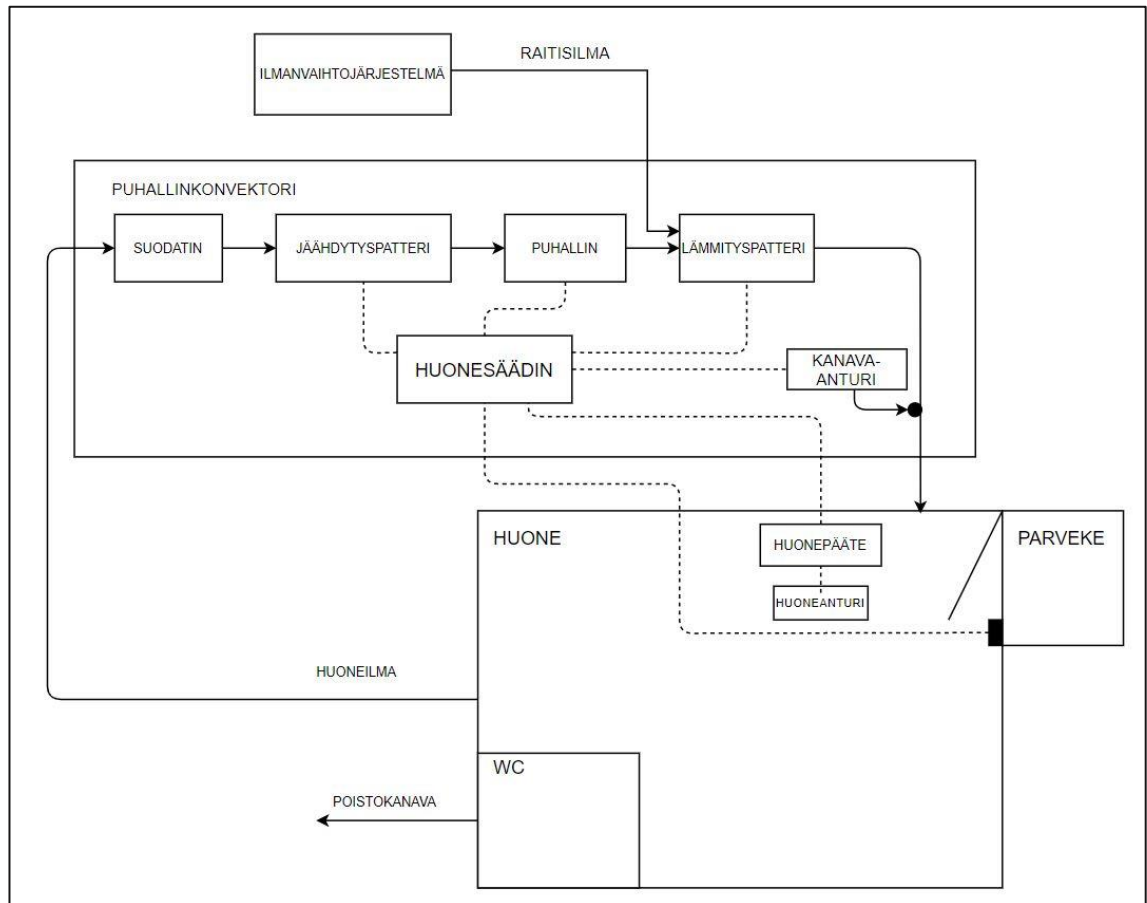 RAITISILMA
ILMANVAIHTOJÄRJESTELMÄ
PUHALLINKONVEKTORI
SUODATIN
JÄÄHDYTYSPATTERI
PUHALLIN
LÄMMITYSPATTERI
HUONESÄÄDIN
KANAVA-
ANTURI
HUONE
HUONEPÄÄTE
PARVEKE
HUONEANTURI
HUONEILMA
WC
POISTOKANAVA